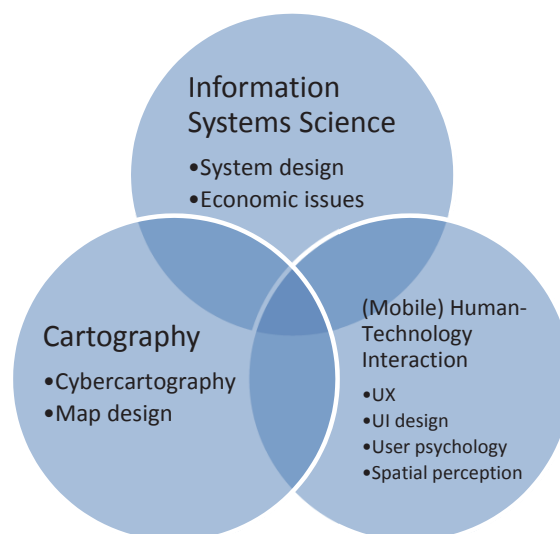 Information
Systems Science
•System design
•Economic issues
Cartography
•Cybercartography
•Map design
(Mobile) Human-
Technology
Interaction
•UX
•UI design
•User psychology
•Spatial perception